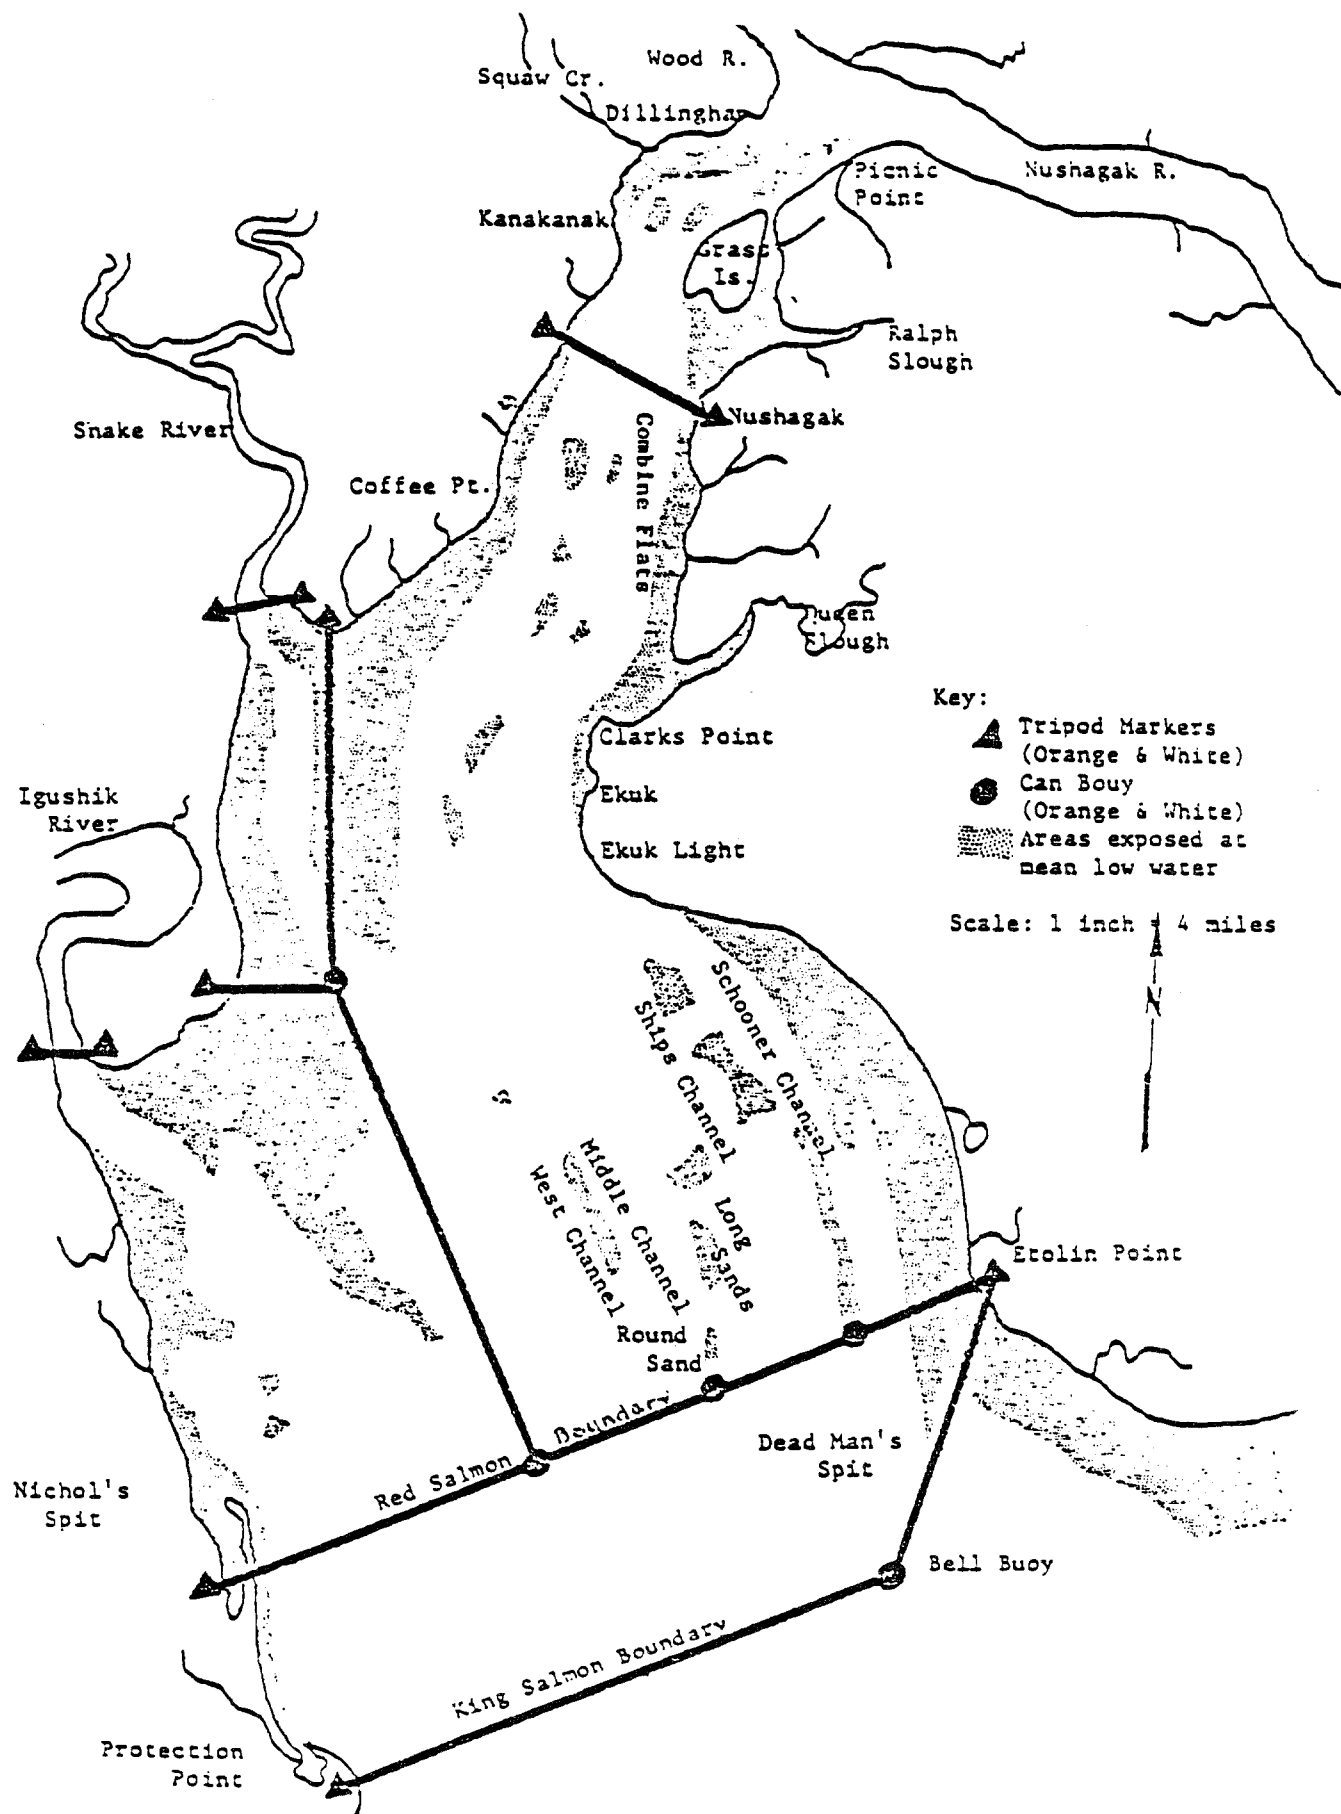 Wood R.
Squaw Cr.
Dillingham
Picnic
Point
Nushagak R.
Kanakanak
Grass
Is.
Ralph
Slough
Nushagak
Snake River
Combine Flats
Coffee Pt.
Slough
Key:
Tripod Markers
(Orange & White)
Clarks Point
Can Bouy
(Orange & White)
Igushik
River
Ekuk
Areas exposed at
mean low water
Ekuk Light
Scale: 1 inch = 4 miles
N
Schooner Channel
Ships Channel
Middle Channel
West Channel
Long
Sands
Etolin Point
Round
Sand
Red Salmon Boundary
Dead Man's
Spit
Nichol's
Spit
Bell Buoy
King Salmon Boundary
Protection
Point